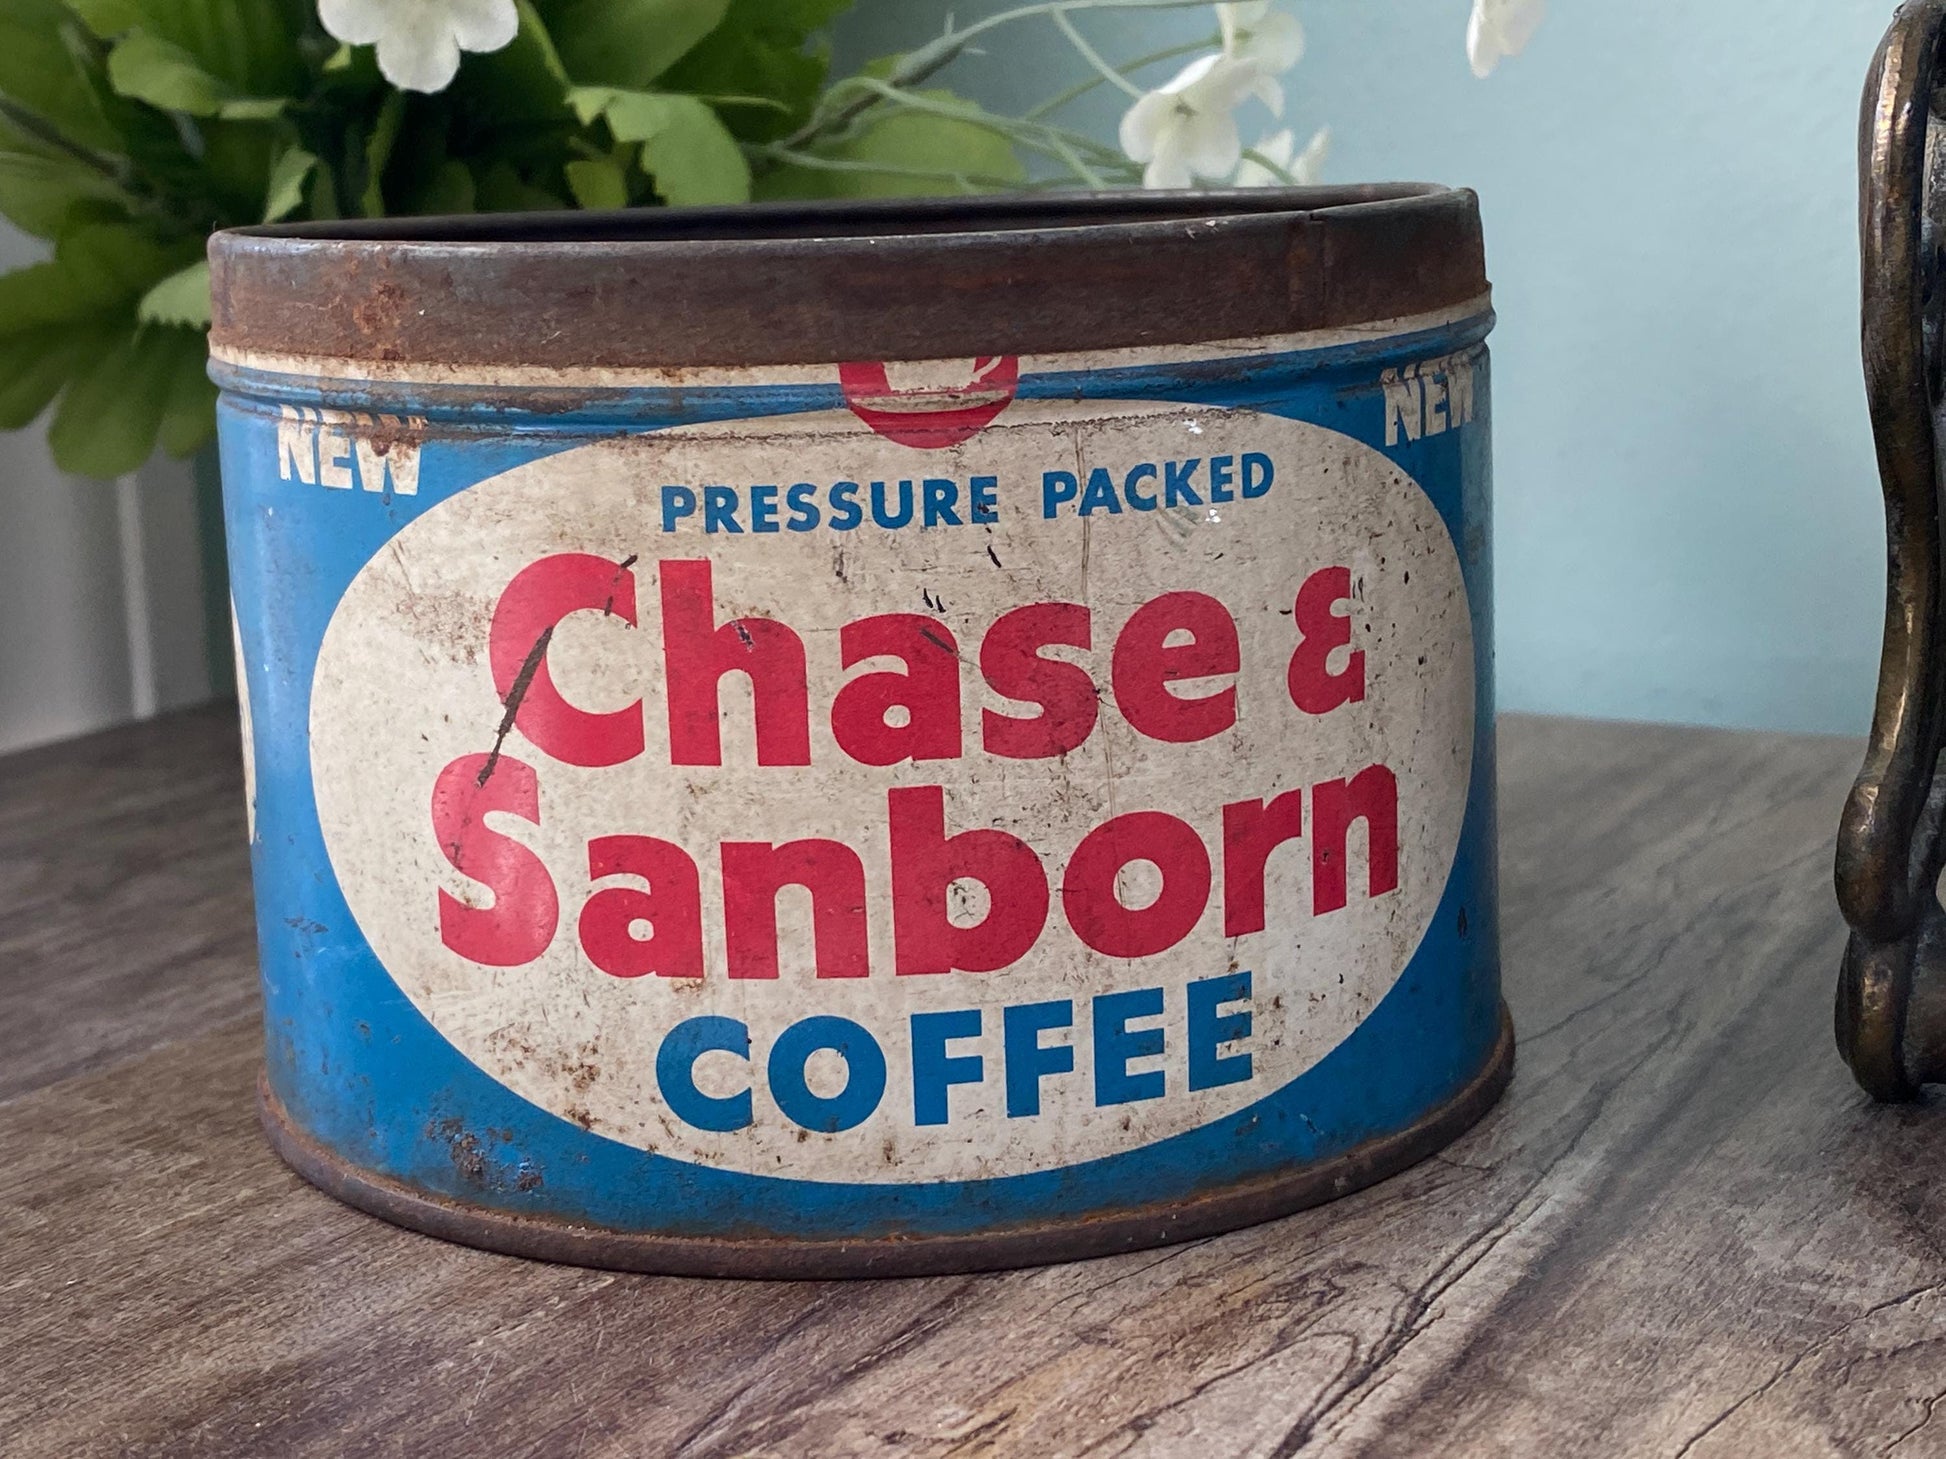 NEW
NEW
PRESSURE PACKED
Chase &
Sanborn
COFFEE